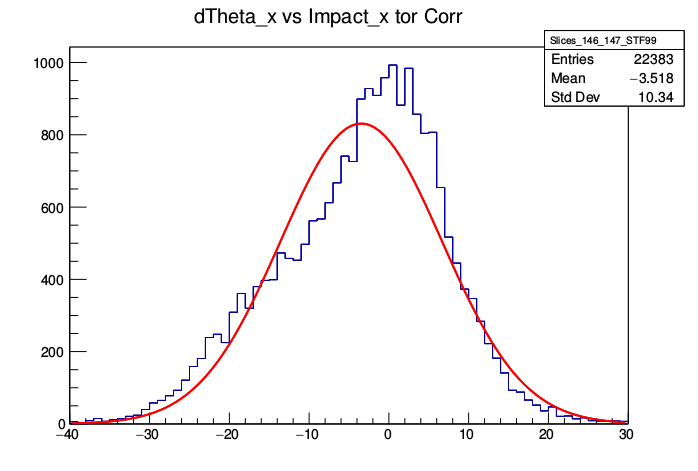 dTheta_x vs Impact_x tor Corr
Slices_146_147_STF99
Entries 22383
Mean −3.518
Std Dev 10.34
1000
800
600
400
200
0
−40 −30 −20 −10 0 10 20 30